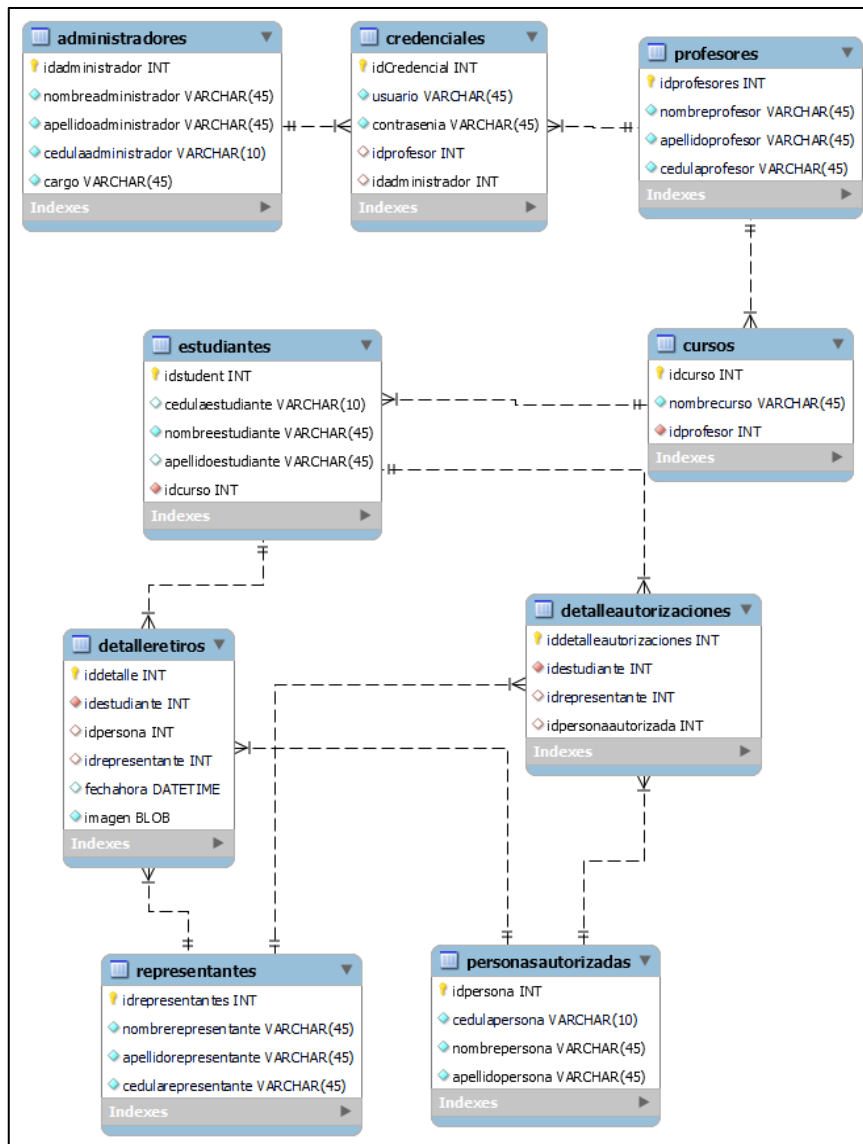 administradores
idadministrador INT
nombreadministrador VARCHAR(45)
apellidoadministrador VARCHAR(45)
cedulaadministrador VARCHAR(10)
cargo VARCHAR(45)
Indexes
credenciales
idCredencial INT
usuario VARCHAR(45)
contrasenia VARCHAR(45)
idprofesor INT
idadministrador INT
Indexes
profesores
idprofesores INT
nombreprofesor VARCHAR(45)
apellidoprofesor VARCHAR(45)
cedulaprofesor VARCHAR(45)
Indexes
estudiantes
idstudent INT
cedulaestudiante VARCHAR(10)
nombreestudiante VARCHAR(45)
apellidoestudiante VARCHAR(45)
idcurso INT
Indexes
cursos
idcurso INT
nombrecurso VARCHAR(45)
idprofesor INT
Indexes
detalleretiros
iddetalle INT
idestudiante INT
idpersona INT
idrepresentante INT
fechahora DATETIME
imagen BLOB
Indexes
detalleautorizaciones
iddetalleautorizaciones INT
idestudiante INT
idrepresentante INT
idpersonaautorizada INT
Indexes
representantes
idrepresentantes INT
nombrerepresentante VARCHAR(45)
apellidorepresentante VARCHAR(45)
cedularepresentante VARCHAR(45)
Indexes
personasautorizadas
idpersona INT
cedulapersona VARCHAR(10)
nombrepersona VARCHAR(45)
apellidopersona VARCHAR(45)
Indexes